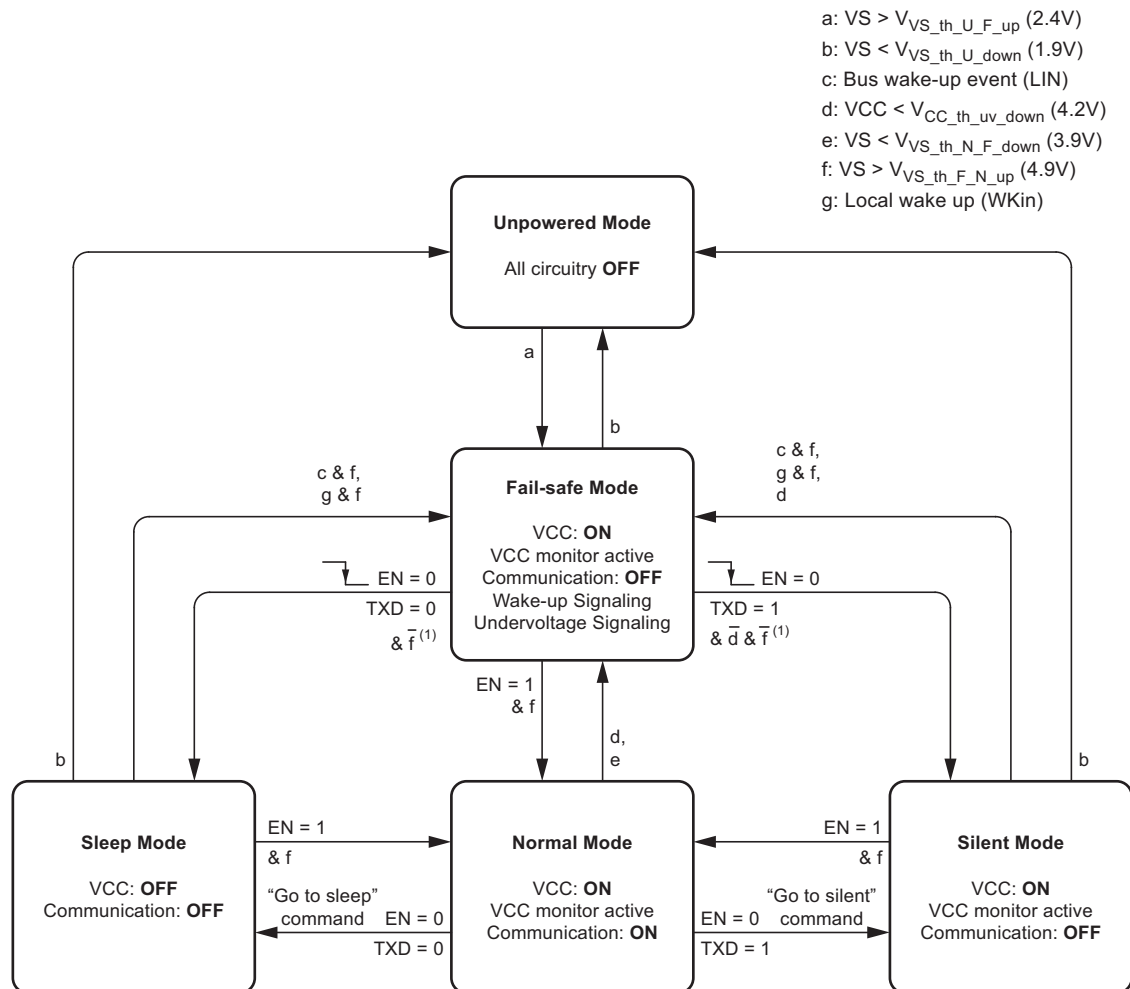 a: VS > VVS_th_U_F_up (2.4V)
b: VS < VVS_th_U_down (1.9V)
c: Bus wake-up event (LIN)
d: VCC < VCC_th_uv_down (4.2V)
e: VS < VVS_th_N_F_down (3.9V)
f: VS > VVS_th_F_N_up (4.9V)
g: Local wake up (WKin)
Unpowered Mode
All circuitry OFF
a
b
c & f,
g & f
c & f,
g & f,
d
Fail-safe Mode
VCC: ON
VCC monitor active
Communication: OFF
Wake-up Signaling
Undervoltage Signaling
EN = 0
TXD = 0
& f̅ (1)
EN = 0
TXD = 1
& d̅ & f̅ (1)
EN = 1
& f
d,
e
b
b
Sleep Mode
VCC: OFF
Communication: OFF
EN = 1
& f
“Go to sleep”
command
EN = 0
TXD = 0
Normal Mode
VCC: ON
VCC monitor active
Communication: ON
EN = 1
& f
EN = 0
TXD = 1
“Go to silent”
command
Silent Mode
VCC: ON
VCC monitor active
Communication: OFF